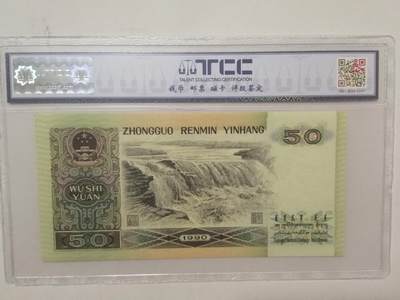 TCC
TALENT COLLECTING CERTIFICATION
钱币 邮票 磁卡 评级鉴定
ZHONGGUO RENMIN YINHANG
50
WU SHI
YUAN
50
1990